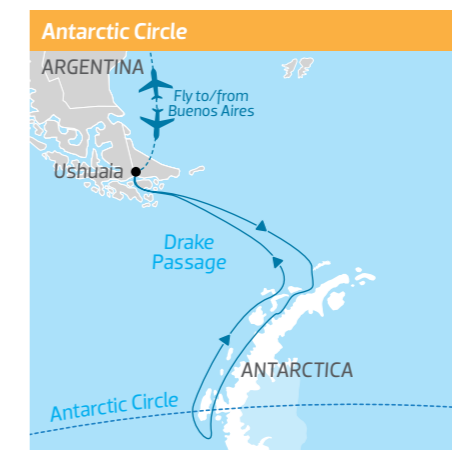 Antarctic Circle
ARGENTINA
Fly to/from
Buenos Aires
Ushuaia
Drake
Passage
ANTARCTICA
Antarctic Circle